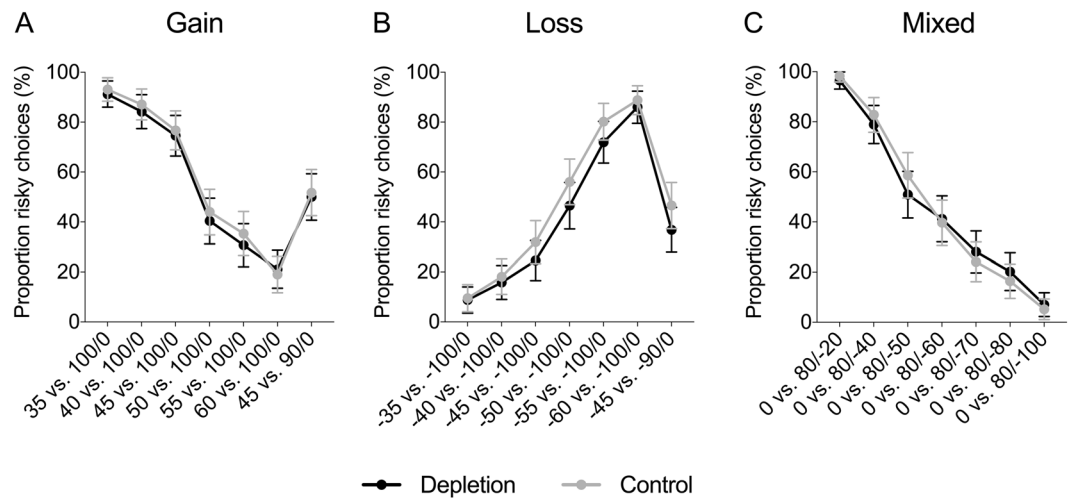 A Gain
Proportion risky choices (%)
100
80
60
40
20
0
35 vs. 100/0
40 vs. 100/0
45 vs. 100/0
50 vs. 100/0
55 vs. 100/0
60 vs. 100/0
45 vs. 90/0
B Loss
Proportion risky choices (%)
100
80
60
40
20
0
-35 vs. -100/0
-40 vs. -100/0
-45 vs. -100/0
-50 vs. -100/0
-55 vs. -100/0
-60 vs. -100/0
-45 vs. -90/0
C Mixed
Proportion risky choices (%)
100
80
60
40
20
0
0 vs. 80/-20
0 vs. 80/-40
0 vs. 80/-50
0 vs. 80/-60
0 vs. 80/-70
0 vs. 80/-80
0 vs. 80/-100
Depletion Control